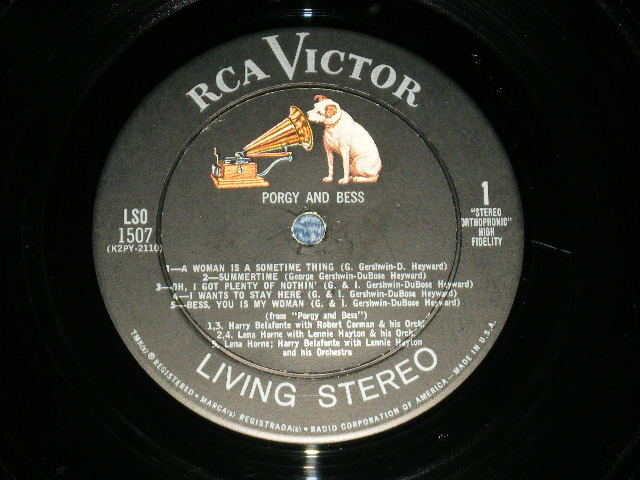 RCA VICTOR
PORGY AND BESS
LSO
1507
(K2PY-2110)
1
"STEREO
ORTHOPHONIC"
HIGH
FIDELITY
1—A WOMAN IS A SOMETIME THING (G. Gershwin-D. Heyward)
2—SUMMERTIME (George Gershwin-DuBose Heyward)
3—OH, I GOT PLENTY OF NOTHIN' (G. & I. Gershwin-DuBose Heyward)
4—I WANTS TO STAY HERE (G. & I. Gershwin-DuBose Heyward)
5—BESS, YOU IS MY WOMAN (G. & I. Gershwin-DuBose Heyward)
(from "Porgy and Bess")
1,3. Harry Belafonte with Robert Corman & his Orch.
2,4. Lena Horne with Lennie Hayton & his Orch.
Lena Horne; Harry Belafonte with Lennie Hayton
and his Orchestra
LIVING STEREO
TMK(s) ® REGISTERED • MARCA(s) REGISTRADA(s) • RADIO CORPORATION OF AMERICA—MADE IN U.S.A.